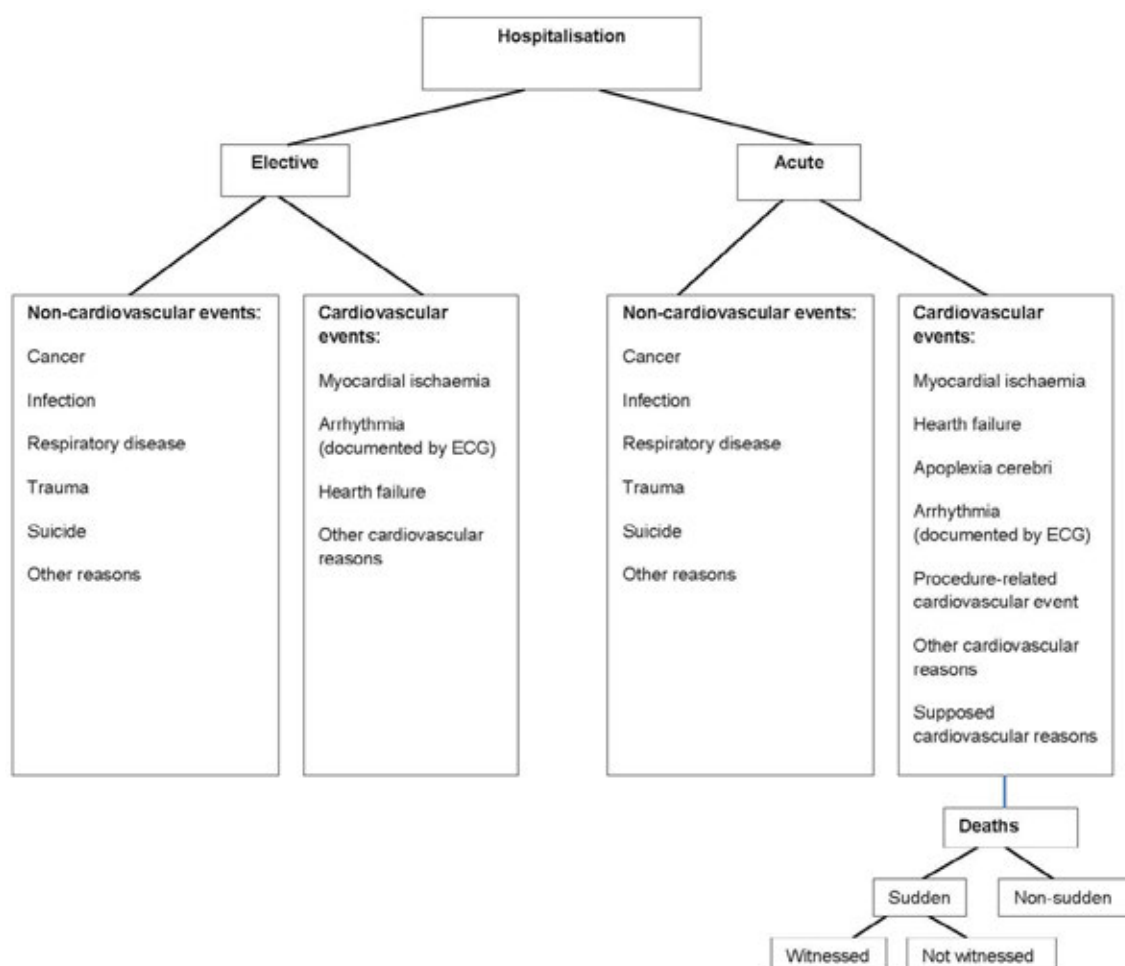 Hospitalisation
Elective
Acute
Non-cardiovascular events:
Cancer
Infection
Respiratory disease
Trauma
Suicide
Other reasons
Cardiovascular
events:
Myocardial ischaemia
Arrhythmia
(documented by ECG)
Hearth failure
Other cardiovascular
reasons
Non-cardiovascular events:
Cancer
Infection
Respiratory disease
Trauma
Suicide
Other reasons
Cardiovascular
events:
Myocardial ischaemia
Hearth failure
Apoplexia cerebri
Arrhythmia
(documented by ECG)
Procedure-related
cardiovascular event
Other cardiovascular
reasons
Supposed
cardiovascular reasons
Deaths
Sudden
Non-sudden
Witnessed
Not witnessed